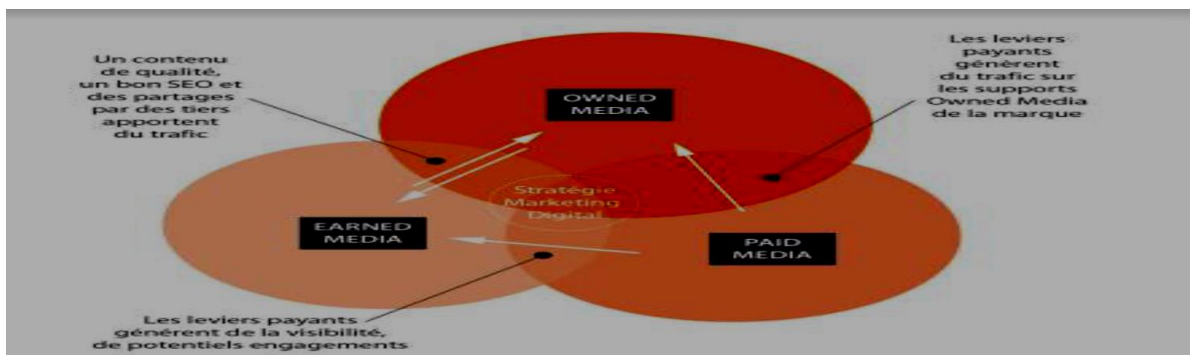 Un contenu
de qualité,
un bon SEO et
des partages
par des tiers
apportent
du trafic
OWNED
MEDIA
Les leviers
payants
génèrent
du trafic sur
les supports
Owned Media
de la marque
Stratégie
Marketing
Digital
EARNED
MEDIA
PAID
MEDIA
Les leviers payants
générent de la visibilité,
de potentiels engagements